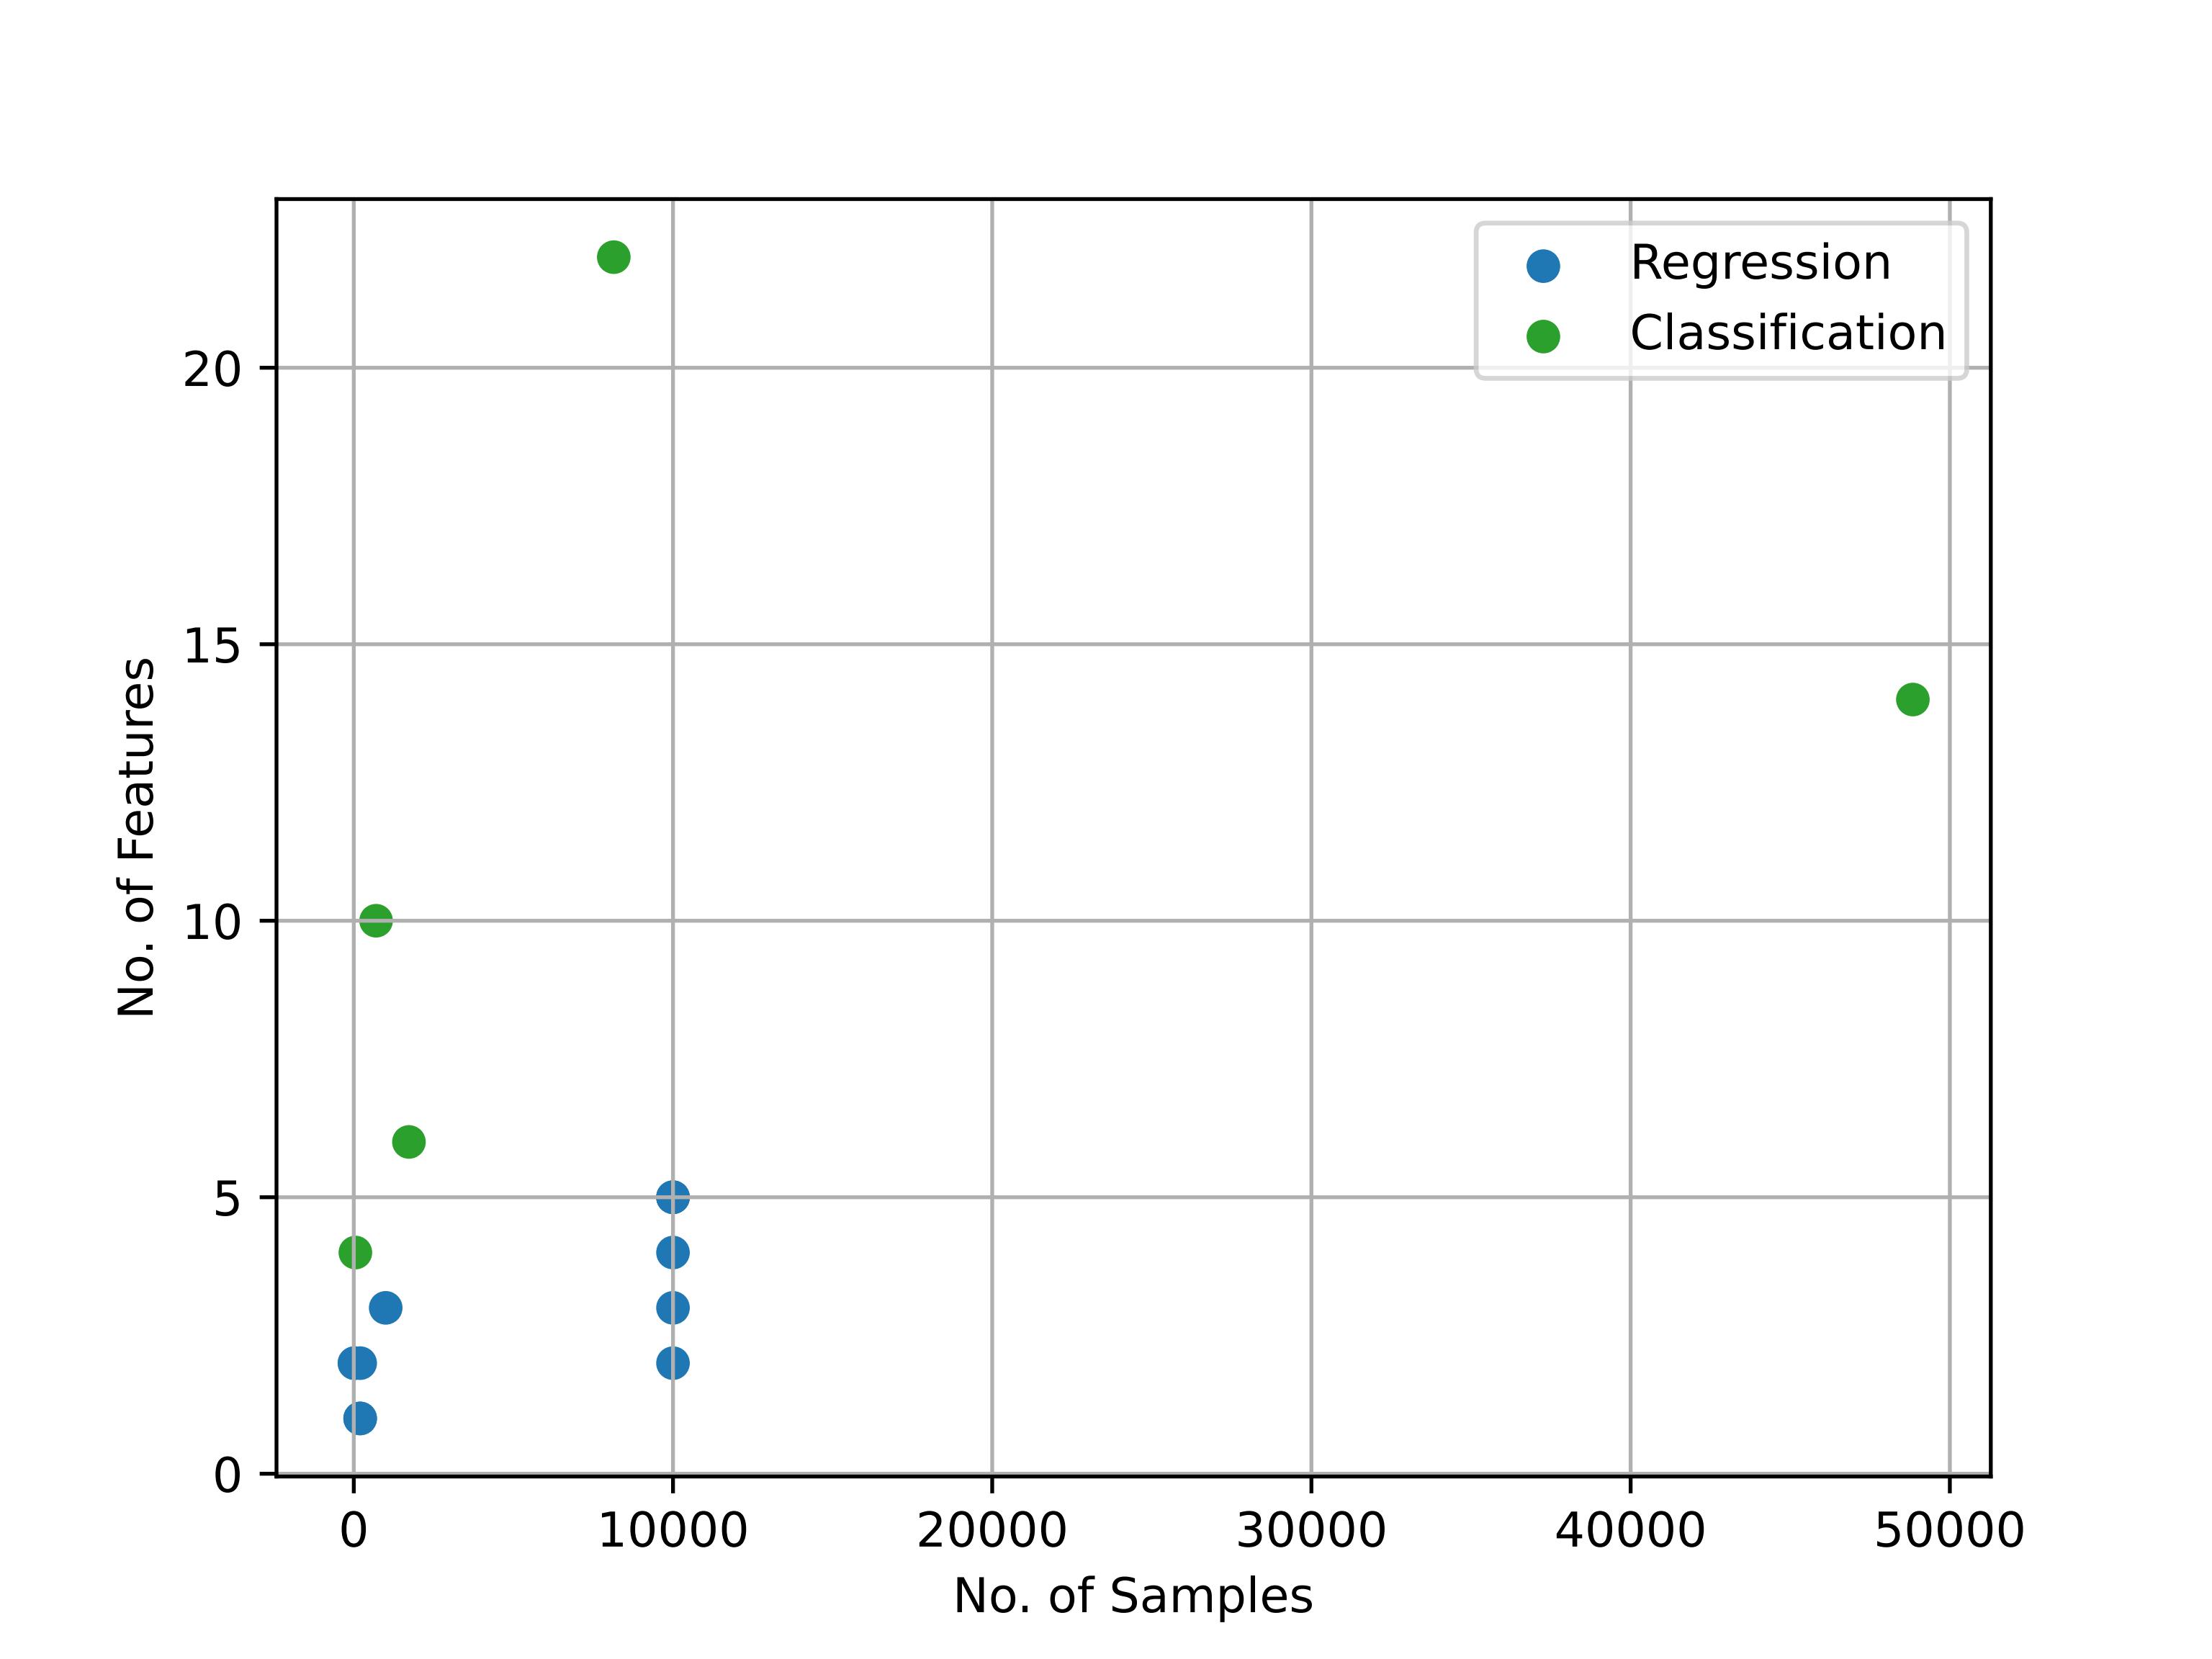 Regression
Classification
20
15
10
5
0
No. of Features
0 10000 20000 30000 40000 50000
No. of Samples